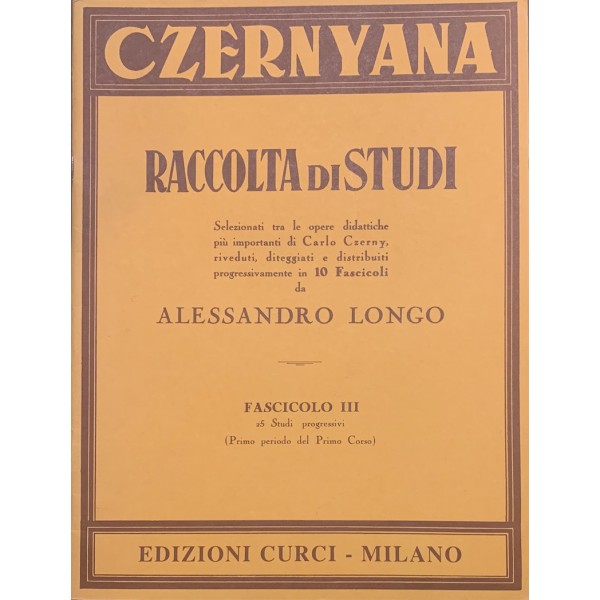 CZERNYANA
RACCOLTA DI STUDI
Selezionati tra le opere didattiche
più importanti di Carlo Czerny,
riveduti, diteggiati e distribuiti
progressivamente in 10 Fascicoli
da
ALESSANDRO LONGO
FASCICOLO III
25 Studi progressivi
(Primo periodo del Primo Corso)
EDIZIONI CURCI - MILANO